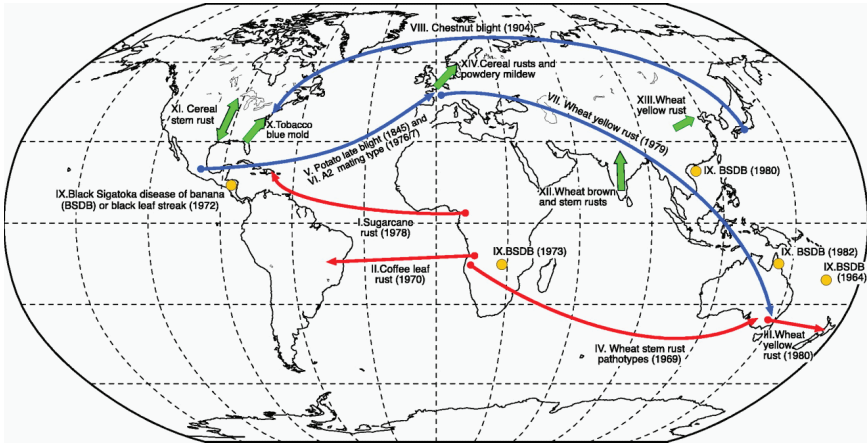 VIII. Chestnut blight (1904)
XIV.Cereal rusts and
powdery mildew
XI. Cereal
stem rust
X.Tobacco
blue mold
VII. Wheat yellow rust (1979)
XIII.Wheat
yellow rust
V. Potato late blight (1845) and
VI. A2 mating type (1976/7)
IX. BSDB (1980)
IX.Black Sigatoka disease of banana
(BSDB) or black leaf streak (1972)
XII.Wheat brown
and stem rusts
I.Sugarcane
rust (1978)
IX.BSDB (1973)
IX. BSDB (1982)
IX.BSDB
(1964)
II.Coffee leaf
rust (1970)
III.Wheat
yellow
rust (1980)
IV. Wheat stem rust
pathotypes (1969)